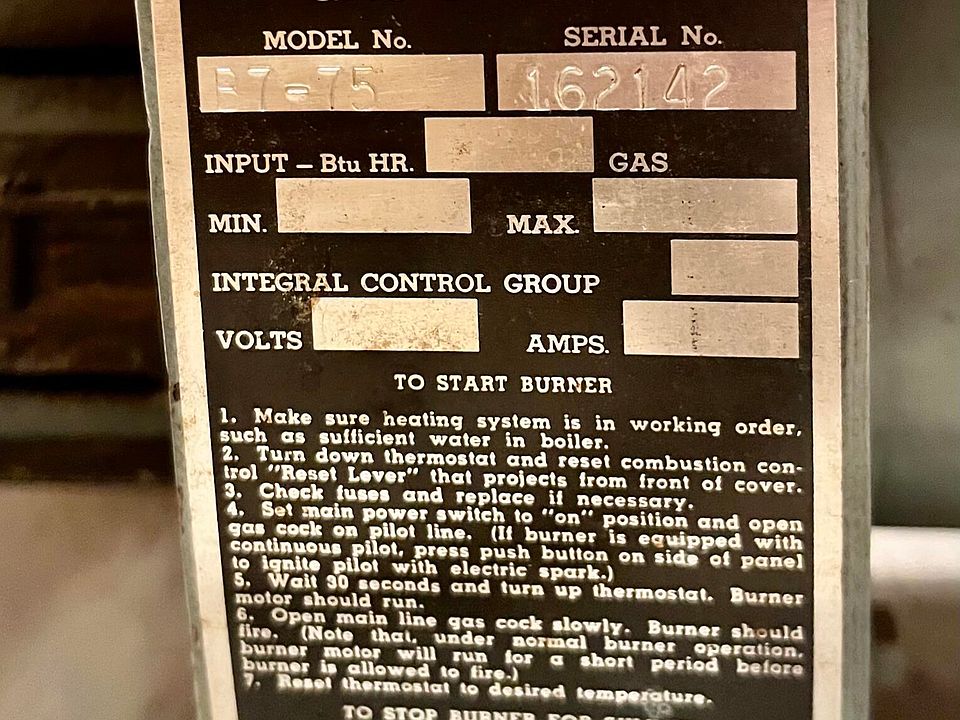 MODEL No. SERIAL No.
162142
INPUT – Btu HR. GAS
MIN. MAX.
INTEGRAL CONTROL GROUP
VOLTS AMPS.
TO START BURNER
1. Make sure heating system is in working order,
such as sufficient water in boiler.
2. Turn down thermostat and reset combustion con-
trol "Reset Lever" that projects from front of cover.
3. Check fuses and replace if necessary.
4. Set main power switch to "on" position and open
gas cock on pilot line. (If burner is equipped with
continuous pilot, press push button on side of panel
to ignite pilot with electric spark.)
5. Wait 90 seconds and turn up thermostat. Burner
motor should run.
6. Open main line gas cock slowly. Burner should
fire. (Note that, under normal burner operation,
burner motor will run for a short period before
burner is allowed to fire.)
7. Reset thermostat to desired temperature.
TO STOP BURNER FOR